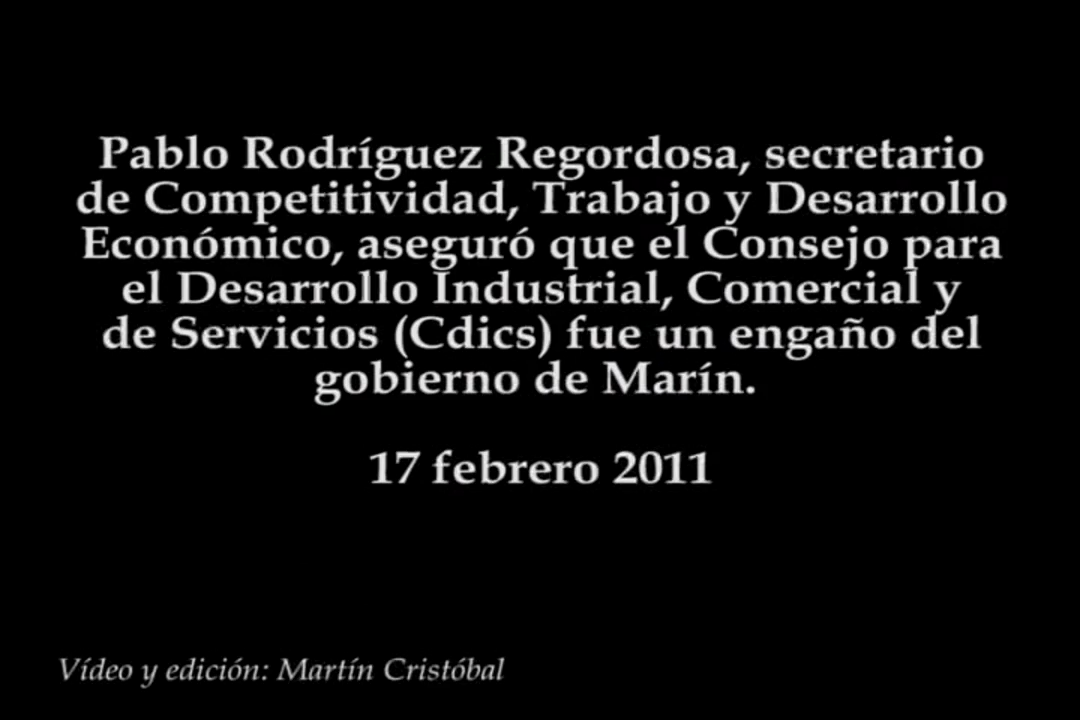 Pablo Rodríguez Regordosa, secretario
de Competitividad, Trabajo y Desarrollo
Económico, aseguró que el Consejo para
el Desarrollo Industrial, Comercial y
de Servicios (Cdics) fue un engaño del
gobierno de Marín.
17 febrero 2011
Vídeo y edición: Martín Cristóbal